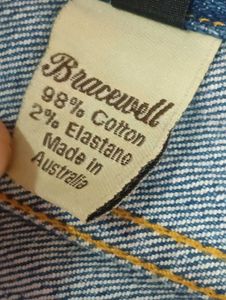 Bracewell
98% Cotton
2% Elastane
Made in
Australia